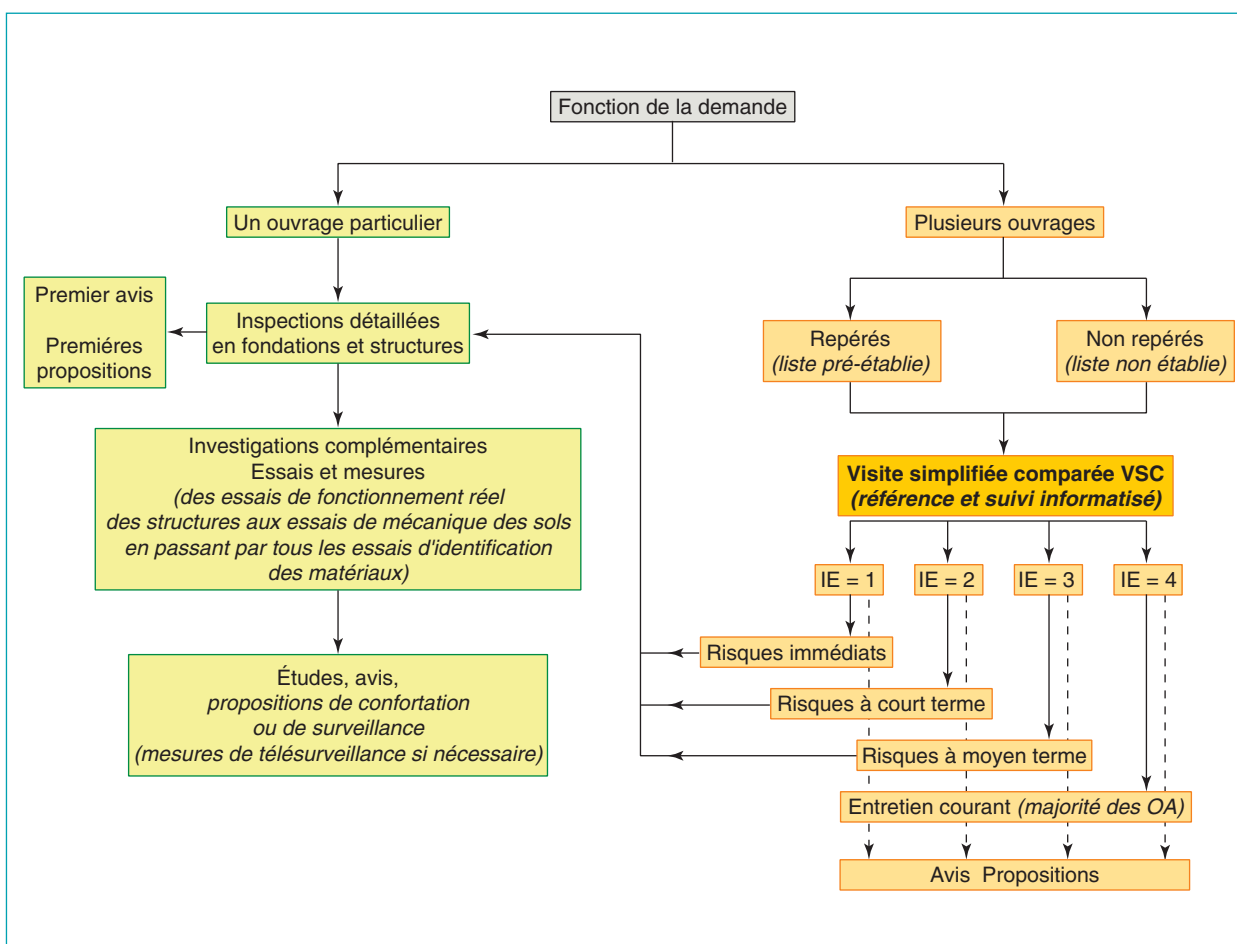 Fonction de la demande
Un ouvrage particulier
Plusieurs ouvrages
Premier avis
Premiéres
propositions
Inspections détaillées
en fondations et structures
Repérés
(liste pré-établie)
Non repérés
(liste non établie)
Investigations complémentaires
Essais et mesures
(des essais de fonctionnement réel
des structures aux essais de mécanique des sols
en passant par tous les essais d'identification
des matériaux)
Visite simplifiée comparée VSC
(référence et suivi informatisé)
IE = 1
IE = 2
IE = 3
IE = 4
Risques immédiats
Risques à court terme
Risques à moyen terme
Entretien courant (majorité des OA)
Avis Propositions
Études, avis,
propositions de confortation
ou de surveillance
(mesures de télésurveillance si nécessaire)